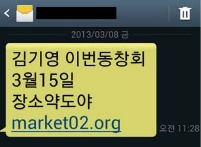 2013/03/08 금
김기영 이번동창회
3월15일
장소약도야
market02.org
오전 11:28